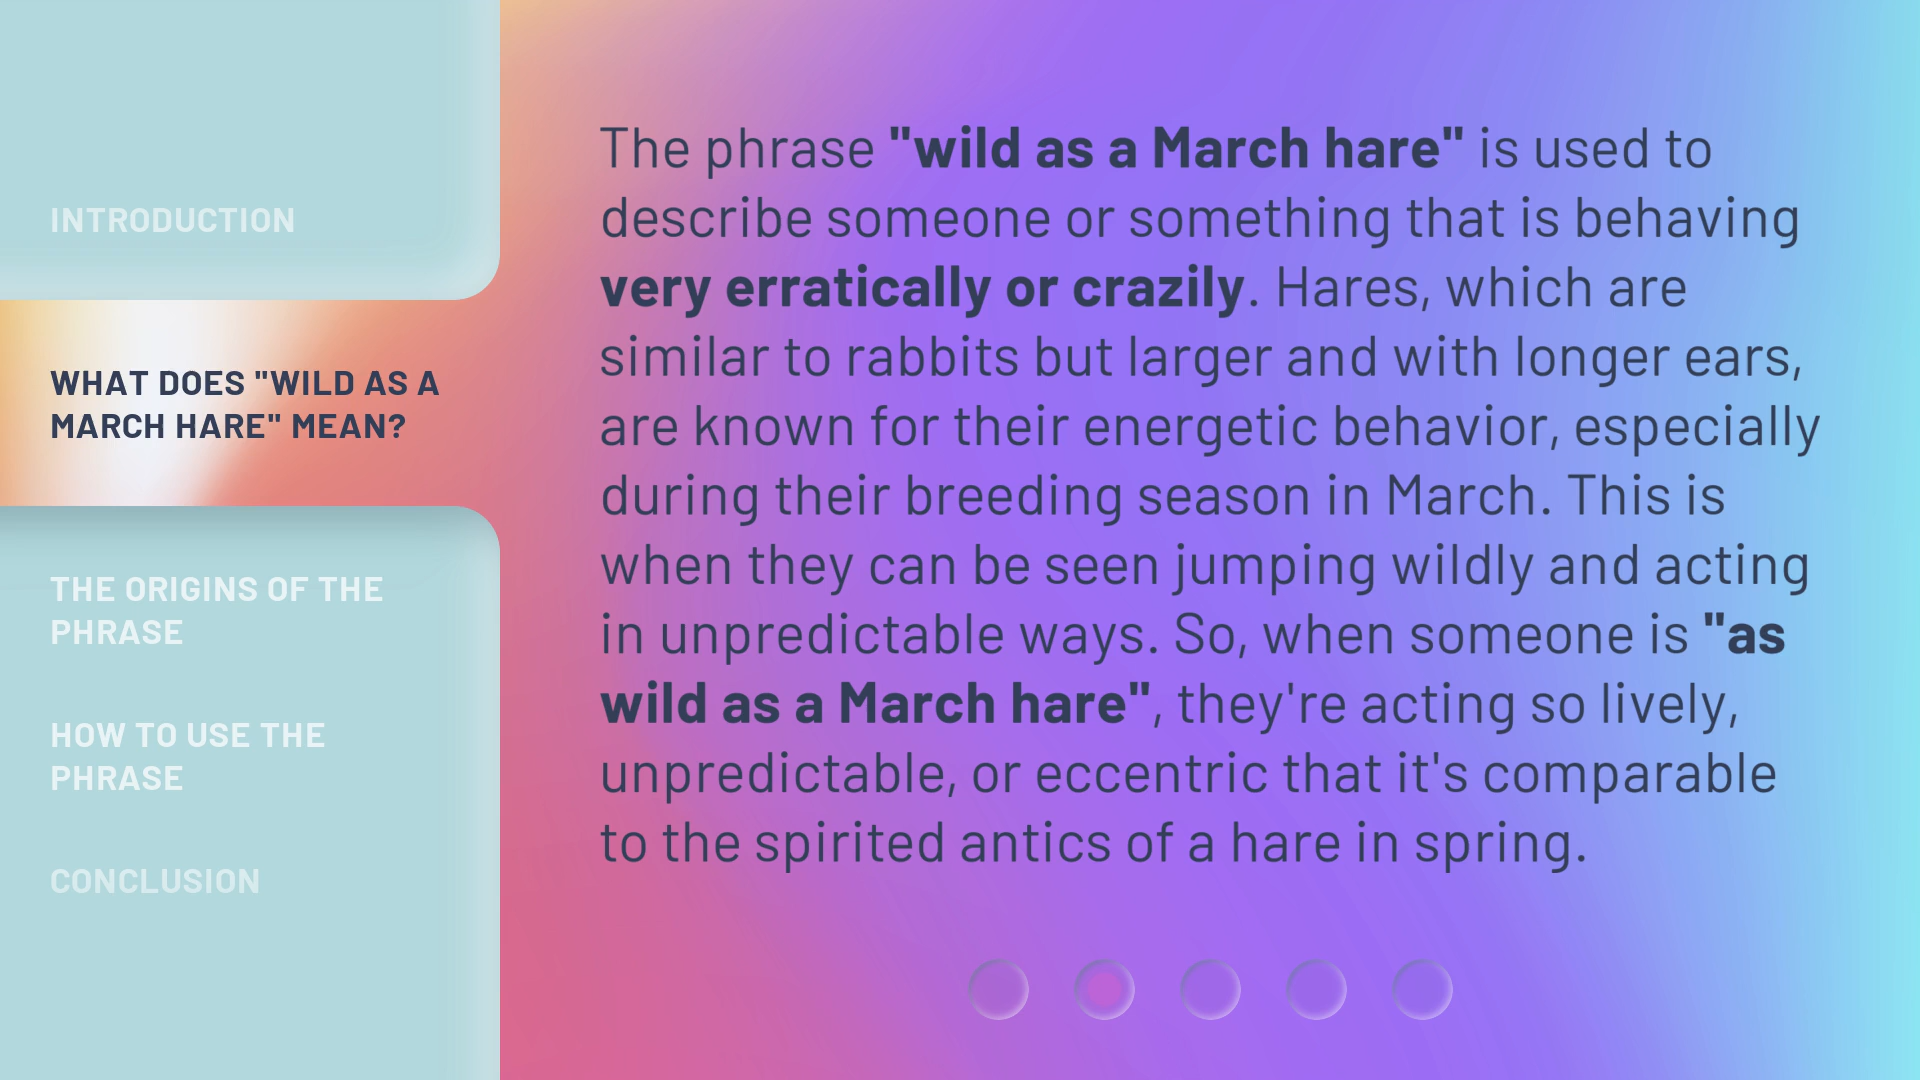 INTRODUCTION
WHAT DOES "WILD AS A
MARCH HARE" MEAN?
THE ORIGINS OF THE
PHRASE
HOW TO USE THE
PHRASE
CONCLUSION
The phrase "wild as a March hare" is used to
describe someone or something that is behaving
very erratically or crazily. Hares, which are
similar to rabbits but larger and with longer ears,
are known for their energetic behavior, especially
during their breeding season in March. This is
when they can be seen jumping wildly and acting
in unpredictable ways. So, when someone is "as
wild as a March hare", they're acting so lively,
unpredictable, or eccentric that it's comparable
to the spirited antics of a hare in spring.